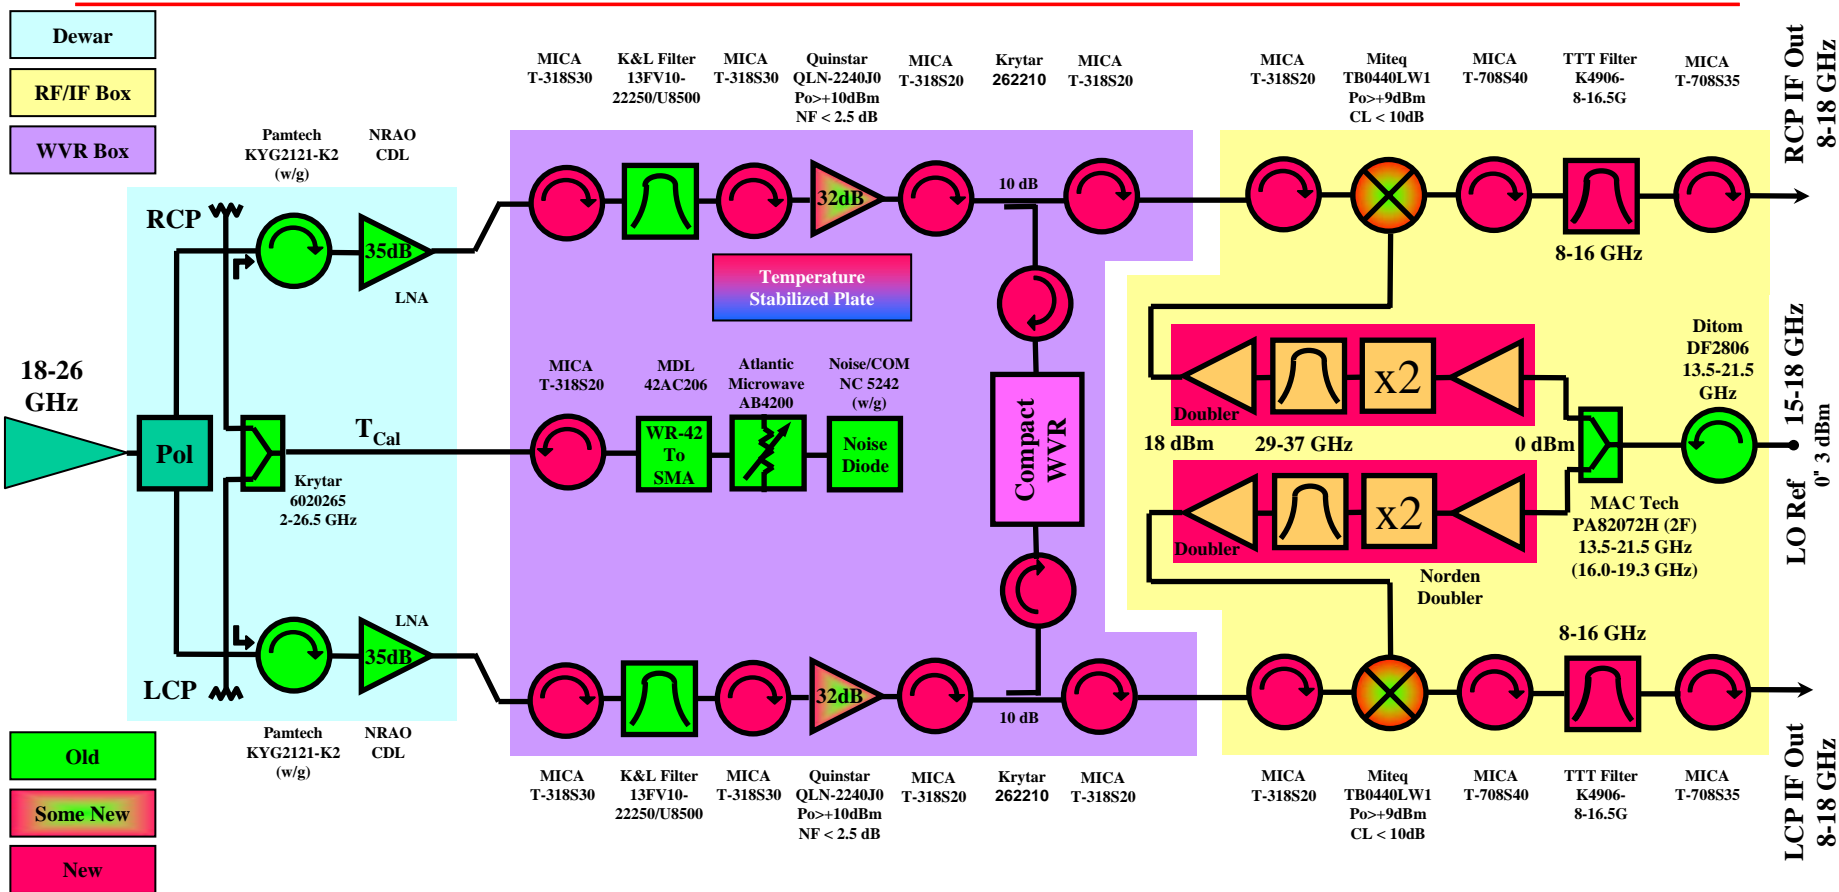 Dewar
RF/IF Box
WVR Box
MICA
T-318S30
K&L Filter
13FV10-
22250/U8500
MICA
T-318S30
Quinstar
QLN-2240J0
Po>+10dBm
NF < 2.5 dB
MICA
T-318S20
Krytar
262210
MICA
T-318S20
MICA
T-318S20
Miteq
TB0440LW1
Po>+9dBm
CL < 10dB
MICA
T-708S40
TTT Filter
K4906-
8-16.5G
MICA
T-708S35
RCP IF Out
8-18 GHz
Pamtech
KYG2121-K2
(w/g)
NRAO
CDL
RCP
35dB
LNA
32dB
10 dB
8-16 GHz
Temperature
Stabilized Plate
18-26
GHz
Pol
TCal
Krytar
6020265
2-26.5 GHz
MICA
T-318S20
MDL
42AC206
Atlantic
Microwave
AB4200
Noise/COM
NC 5242
(w/g)
WR-42
To
SMA
Noise
Diode
Compact
WVR
x2
Doubler
18 dBm
29-37 GHz
0 dBm
Ditom
DF2806
13.5-21.5
GHz
LO Ref 15-18 GHz
0" 3 dBm
x2
Doubler
MAC Tech
PA82072H (2F)
13.5-21.5 GHz
(16.0-19.3 GHz)
Norden
Doubler
LCP
35dB
LNA
32dB
10 dB
8-16 GHz
Pamtech
KYG2121-K2
(w/g)
NRAO
CDL
MICA
T-318S30
K&L Filter
13FV10-
22250/U8500
MICA
T-318S30
Quinstar
QLN-2240J0
Po>+10dBm
NF < 2.5 dB
MICA
T-318S20
Krytar
262210
MICA
T-318S20
MICA
T-318S20
Miteq
TB0440LW1
Po>+9dBm
CL < 10dB
MICA
T-708S40
TTT Filter
K4906-
8-16.5G
MICA
T-708S35
LCP IF Out
8-18 GHz
Old
Some New
New